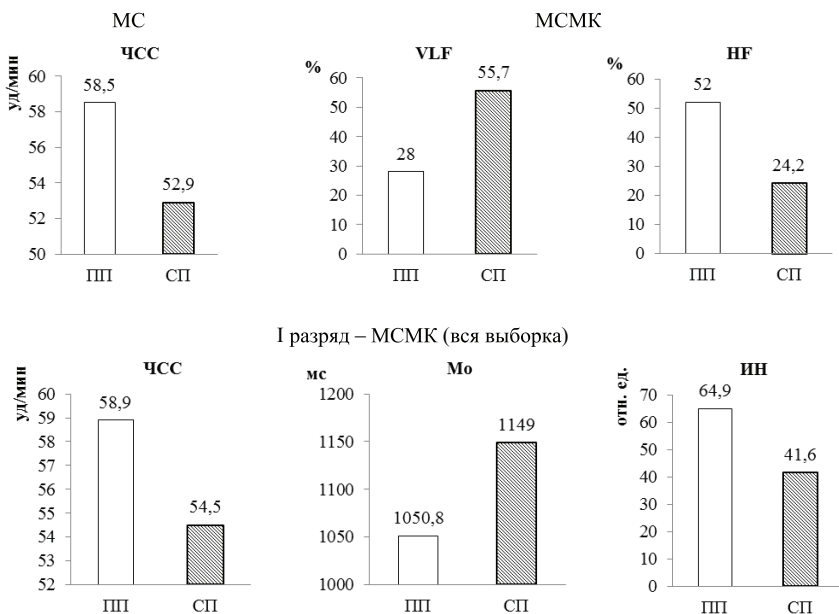 МС
МСМК
ЧСС
уд/мин
60
58
56
54
52
50
58,5
52,9
ПП СП
VLF
%
60
50
40
30
20
10
0
28
55,7
ПП СП
HF
%
60
50
40
30
20
10
0
52
24,2
ПП СП
I разряд – МСМК (вся выборка)
ЧСС
уд/мин
60
59
58
57
56
55
54
53
52
58,9
54,5
ПП СП
Мо
мс
1200
1150
1100
1050
1000
1050,8
1149
ПП СП
ИН
отн. ед.
70
60
50
40
30
20
10
0
64,9
41,6
ПП СП